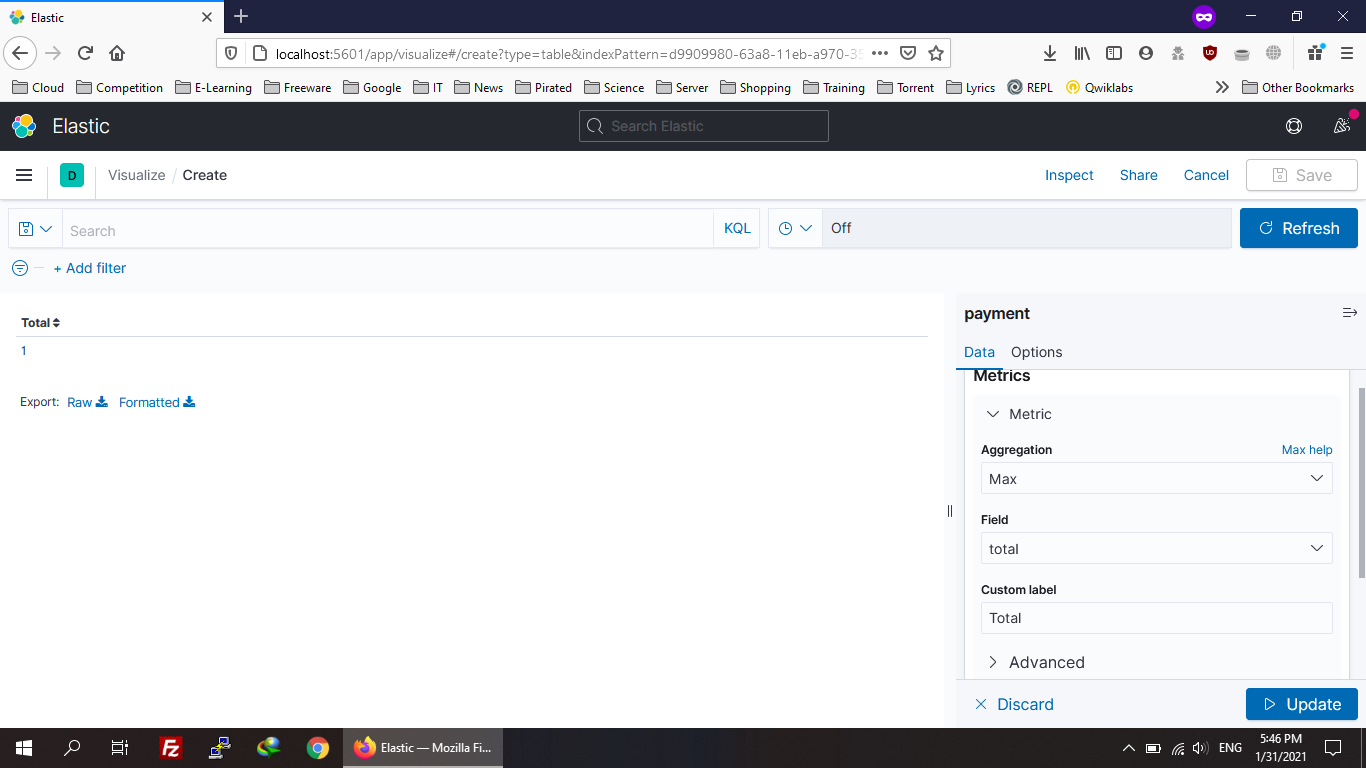 Elastic
localhost:5601/app/visualize#/create?type=table&indexPattern=d9909980-63a8-11eb-a970-35
Cloud Competition E-Learning Freeware Google IT News Pirated Science Server Shopping Training Torrent Lyrics REPL Qwiklabs Other Bookmarks
Elastic Search Elastic
D Visualize / Create Inspect Share Cancel Save
Search KQL Off Refresh
+ Add filter
payment
Total
1
Export: Raw Formatted
Data Options
Metrics
Metric
Aggregation Max help
Max
Field
total
Custom label
Total
Advanced
Discard Update
Fz Elastic — Mozilla Fi... ENG 5:46 PM
1/31/2021